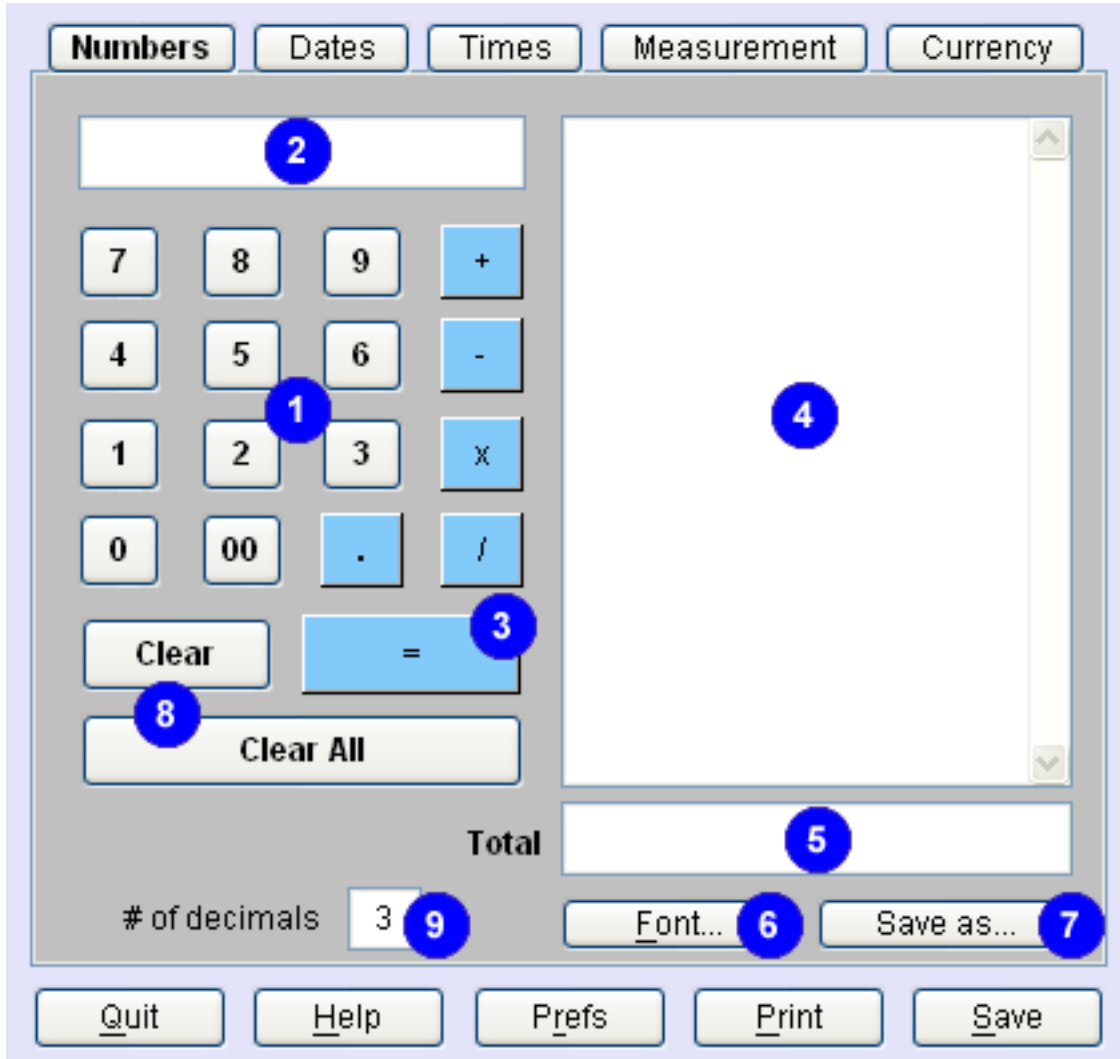 Numbers Dates Times Measurement Currency
2
7 8 9 +
4 5 6 -
1
4
1 2 3 x
0 00 . /
3
Clear =
8
Clear All
Total 5
# of decimals 3 9
Font... 6 Save as... 7
Quit Help Prefs Print Save